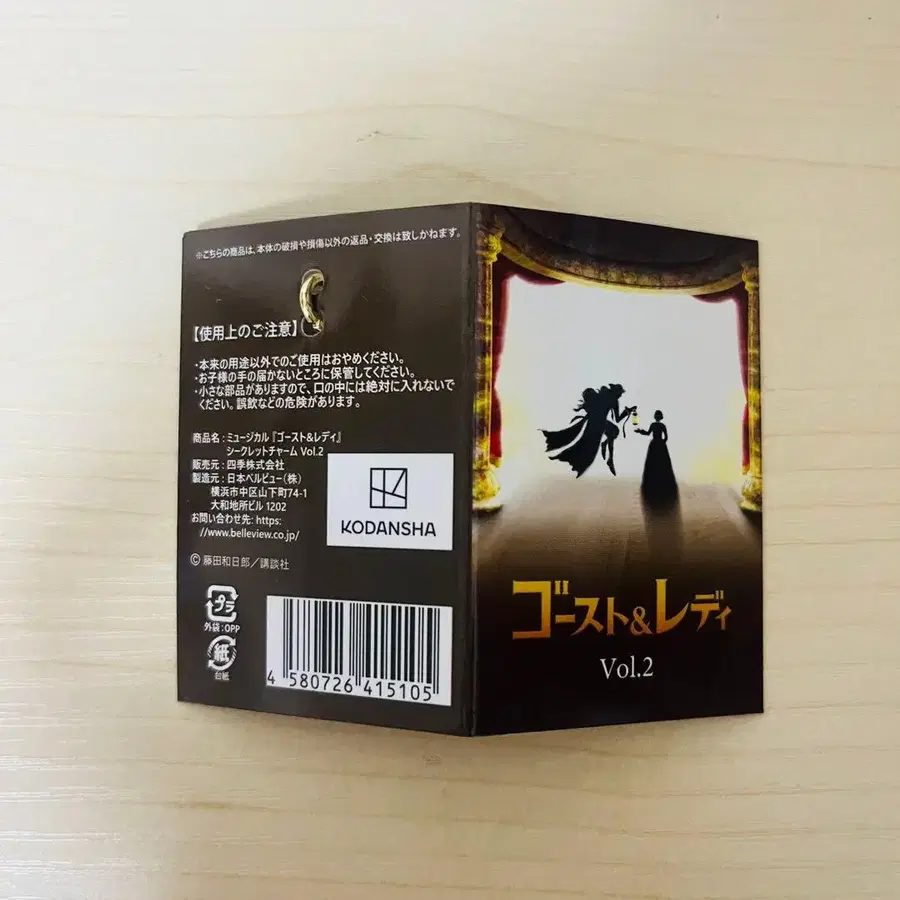 ※こちらの商品は、本体の破損や損傷以外の返品・交換は致しかねます。
【使用上のご注意】
・本来の用途以外でのご使用はおやめください。
・お子様の手の届かないところに保管してください。
・小さな部品がありますので、口の中には絶対に入れないで
ください。誤飲などの危険があります。
商品名：ミュージカル『ゴースト&レディ』
シークレットチャーム Vol.2
販売元：四季株式会社
製造元：日本ベルビュー（株）
横浜市中区山下町74-1
大和地所ビル 1202
お問い合わせ先: https:
//www.belleview.co.jp/
©藤田和日郎／講談社
KODANSHA
プラ
外袋：OPP
紙
台紙
4 580726 415105
ゴースト&レディ
Vol.2